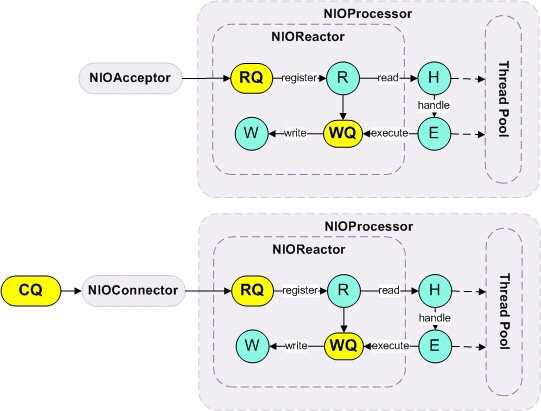 NIOProcessor
NIOReactor
NIOAcceptor
RQ register R read H
handle
W write WQ execute E
Thread Pool
NIOProcessor
NIOReactor
CQ
NIOConnector
RQ register R read H
handle
W write WQ execute E
Thread Pool